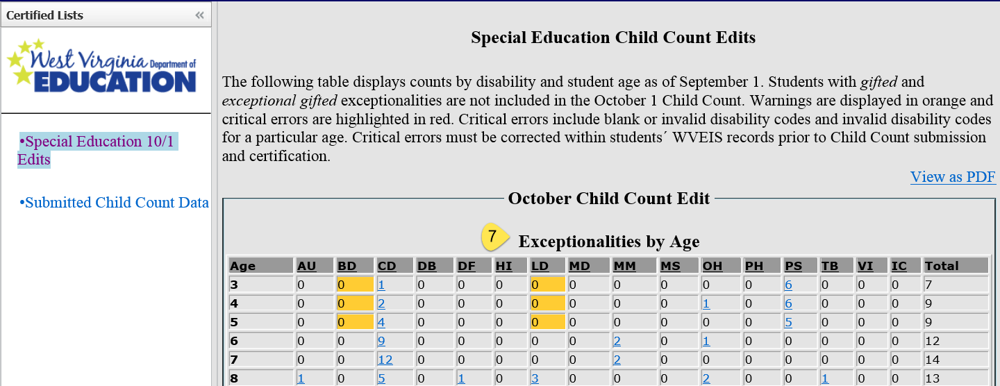 Certified Lists «
West Virginia Department of
EDUCATION
•Special Education 10/1
Edits
•Submitted Child Count Data
Special Education Child Count Edits
The following table displays counts by disability and student age as of September 1. Students with gifted and
exceptional gifted exceptionalities are not included in the October 1 Child Count. Warnings are displayed in orange and
critical errors are highlighted in red. Critical errors include blank or invalid disability codes and invalid disability codes
for a particular age. Critical errors must be corrected within students´ WVEIS records prior to Child Count submission
and certification.
View as PDF
October Child Count Edit
7 Exceptionalities by Age
Age AU BD CD DB DF HI LD MD MM MS OH PH PS TB VI IC Total
3 0 0 1 0 0 0 0 0 0 0 0 0 6 0 0 0 7
4 0 0 2 0 0 0 0 0 0 0 1 0 6 0 0 0 9
5 0 0 4 0 0 0 0 0 0 0 0 0 5 0 0 0 9
6 0 0 9 0 0 0 0 0 2 0 1 0 0 0 0 0 12
7 0 0 12 0 0 0 0 0 2 0 0 0 0 0 0 0 14
8 1 0 5 0 1 0 3 0 0 0 2 0 0 1 0 0 13